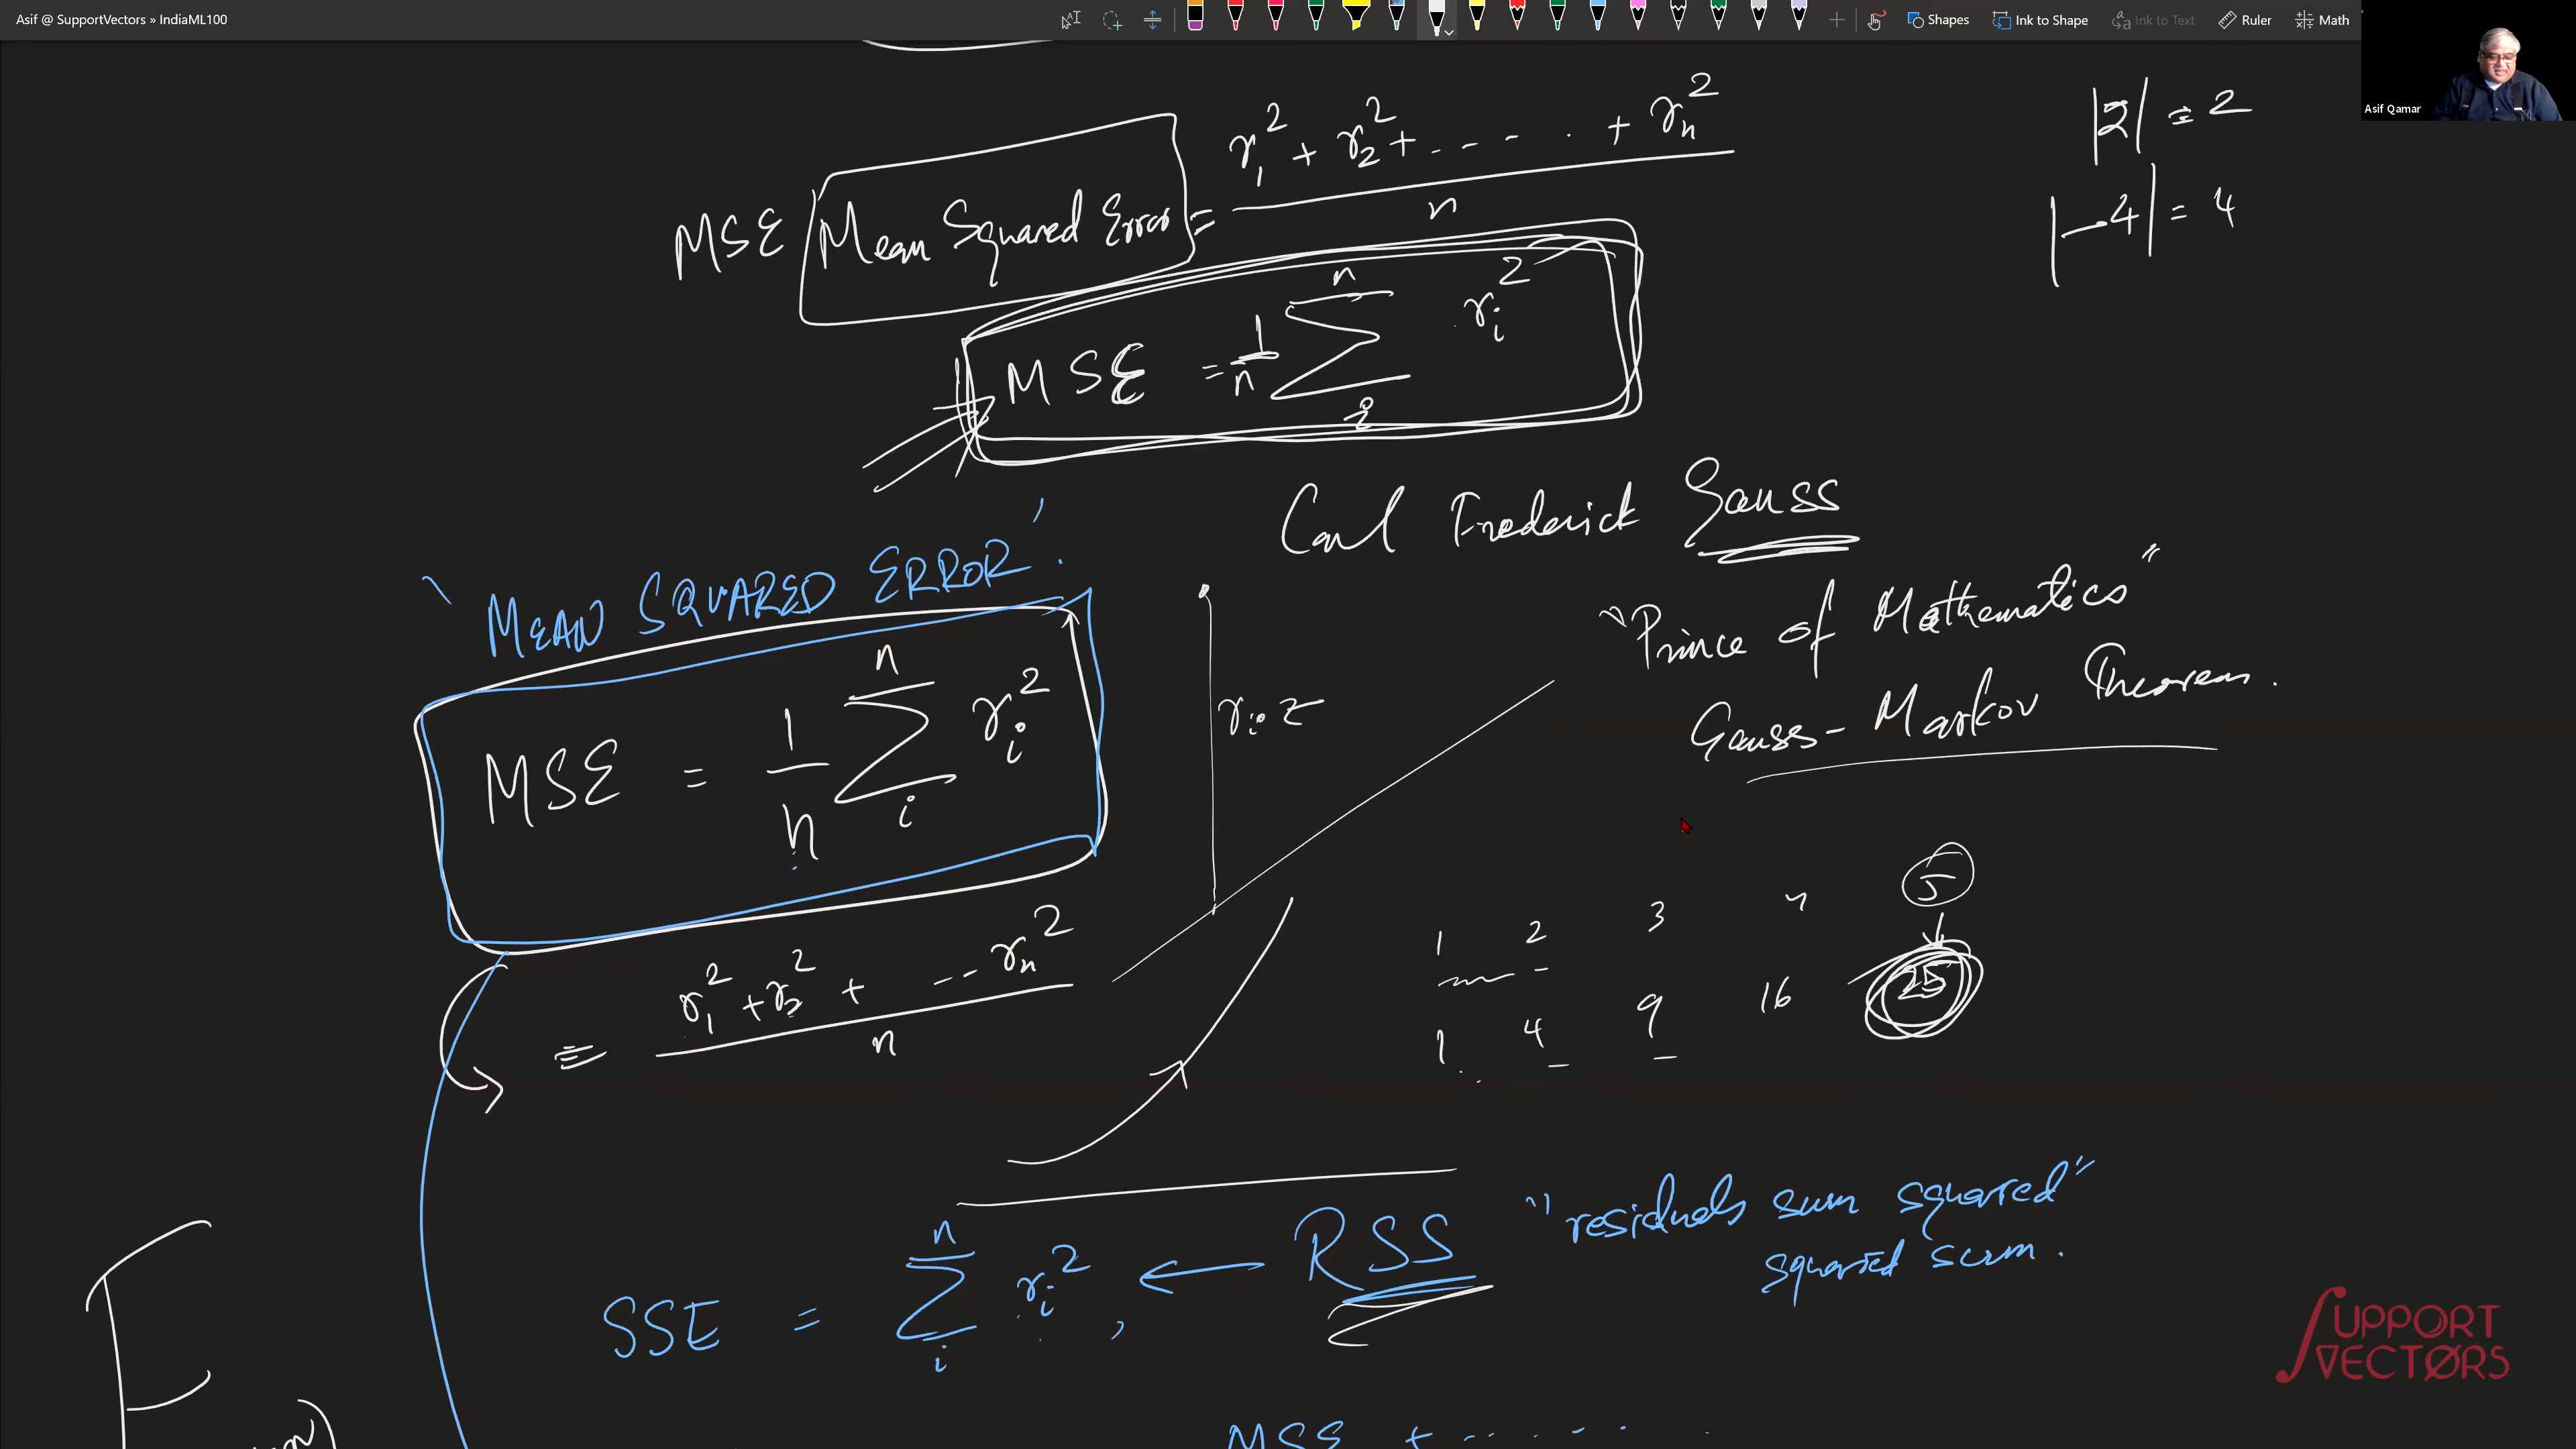 Asif @ SupportVectors » IndiaML100
Shapes
Ink to Shape
Ink to Text
Ruler
Math
Asif Qamar
|2| = 2
|-4| = 4
MSE Mean Squared Error = r₁² + r₂² + ..... + rₙ² / n
MSE = 1/n ∑ᵢⁿ rᵢ²
Carl Frederick Gauss
"Prince of Mathematics"
Gauss-Markov Theorem.
'MEAN SQUARED ERROR'
MSE = 1/n ∑ᵢⁿ rᵢ²
= r₁² + r₂² + ... rₙ² / n
1 2 3 4 5
1 4 9 16 25
SSE = ∑ᵢⁿ rᵢ² , ← RSS "residuals sum squared"
squared sum.
SUPPORT
VECTORS